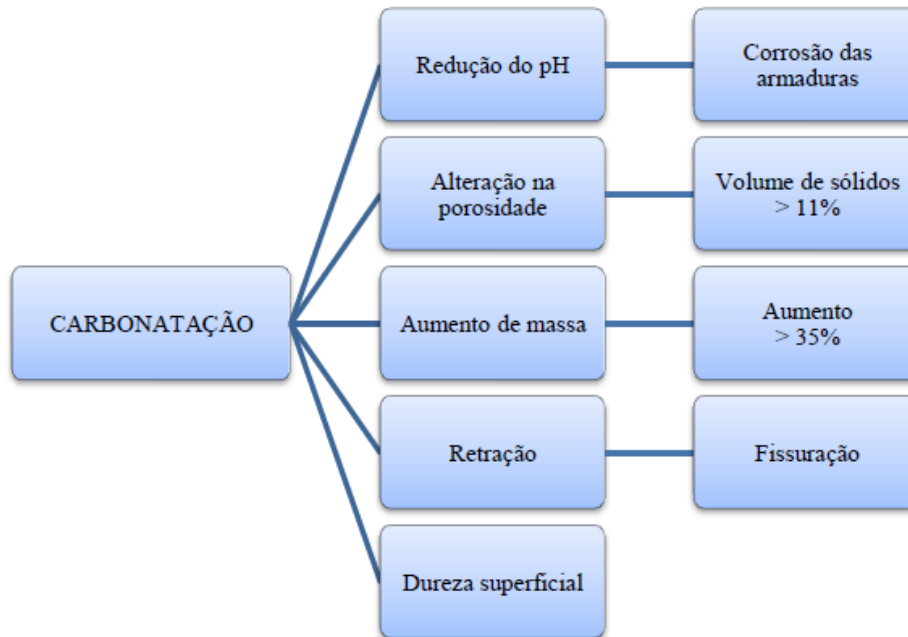 Redução do pH
Corrosão das
armaduras
Alteração na
porosidade
Volume de sólidos
> 11%
CARBONATAÇÃO
Aumento de massa
Aumento
> 35%
Retração
Fissuração
Dureza superficial